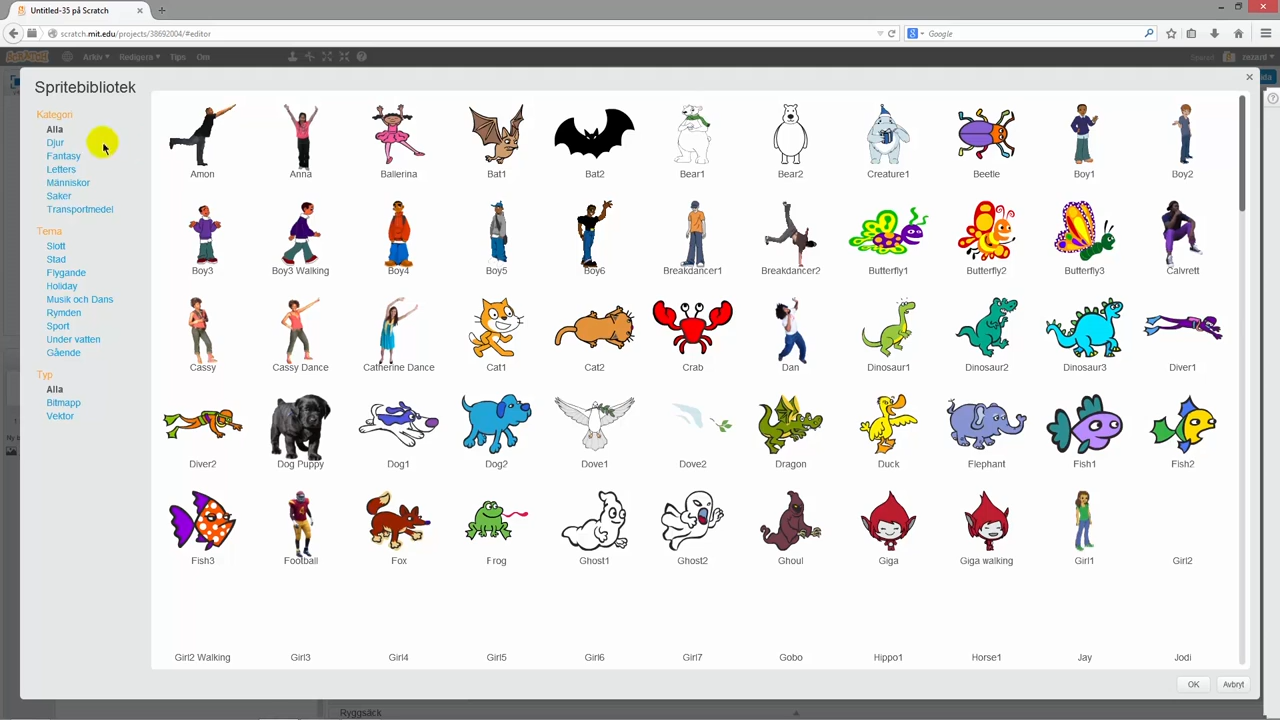 Untitled-35 på Scratch
scratch.mit.edu/projects/38692004/#editor
Google
SCRATCH Arkiv Redigera Tips Om zezard
Spritebibliotek
Kategori
Alla
Djur
Fantasy
Letters
Människor
Saker
Transportmedel
Tema
Slott
Stad
Flygande
Holiday
Musik och Dans
Rymden
Sport
Under vatten
Gående
Typ
Alla
Bitmapp
Vektor
Amon Anna Ballerina Bat1 Bat2 Bear1 Bear2 Creature1 Beetle Boy1 Boy2
Boy3 Boy3 Walking Boy4 Boy5 Boy6 Breakdancer1 Breakdancer2 Butterfly1 Butterfly2 Butterfly3 Calvrett
Cassy Cassy Dance Catherine Dance Cat1 Cat2 Crab Dan Dinosaur1 Dinosaur2 Dinosaur3 Diver1
Diver2 Dog Puppy Dog1 Dog2 Dove1 Dove2 Dragon Duck Elephant Fish1 Fish2
Fish3 Football Fox Frog Ghost1 Ghost2 Ghoul Giga Giga walking Girl1 Girl2
Girl2 Walking Girl3 Girl4 Girl5 Girl6 Girl7 Gobo Hippo1 Horse1 Jay Jodi
OK Avbryt
Ryggsäck